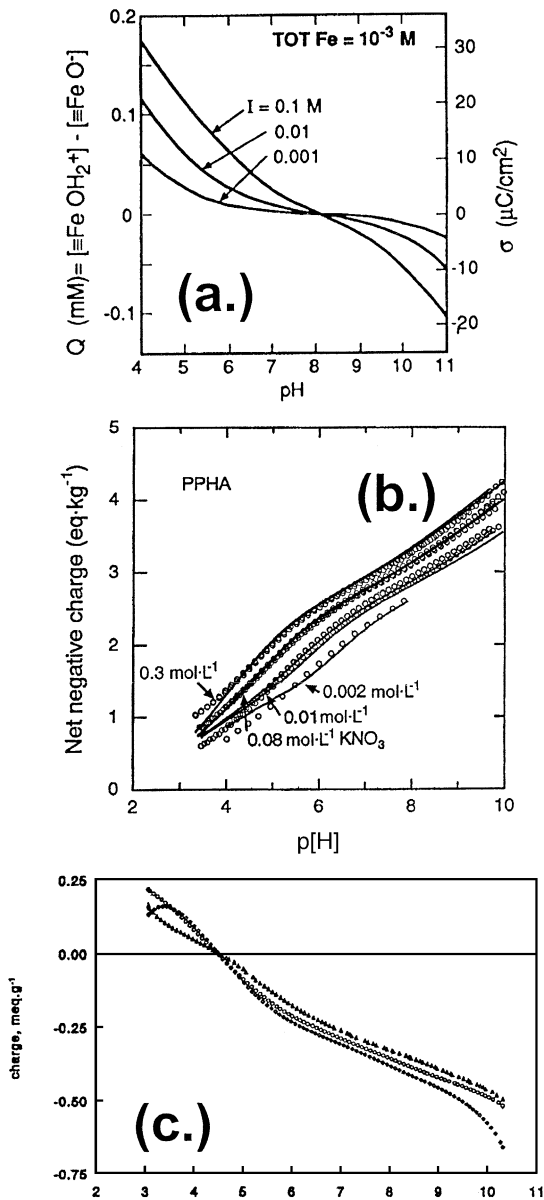 TOT Fe = 10⁻³ M
I = 0.1 M
0.01
0.001
0.2
0.1
0
-0.1
30
20
10
0
-10
-20
Q (mM)= [≡Fe OH₂+] - [≡Fe O-]
σ (μC/cm²)
(a.)
4 5 6 7 8 9 10 11
pH
5
4
3
2
1
0
Net negative charge (eq·kg⁻¹)
PPHA
(b.)
0.3 mol·L⁻¹
0.002 mol·L⁻¹
0.01 mol·L⁻¹
0.08 mol·L⁻¹ KNO₃
2 4 6 8 10
p[H]
0.25
0.00
-0.25
-0.50
-0.75
charge, meq.g⁻¹
(c.)
2 3 4 5 6 7 8 9 10 11